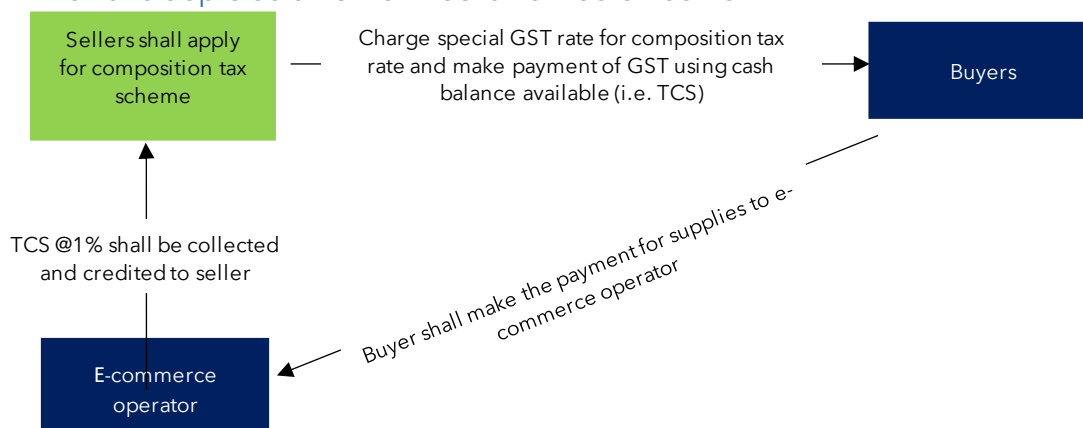 Sellers shall apply
for composition tax
scheme
Charge special GST rate for composition tax
rate and make payment of GST using cash
balance available (i.e. TCS)
Buyers
TCS @1% shall be collected
and credited to seller
Buyer shall make the payment for supplies to e-
commerce operator
E-commerce
operator